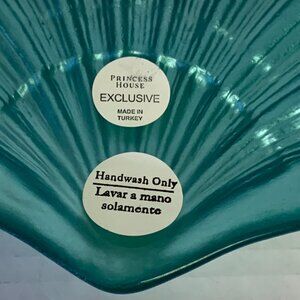 PRINCESS
HOUSE
EXCLUSIVE
MADE IN
TURKEY
Handwash Only
Lavar a mano
solamente